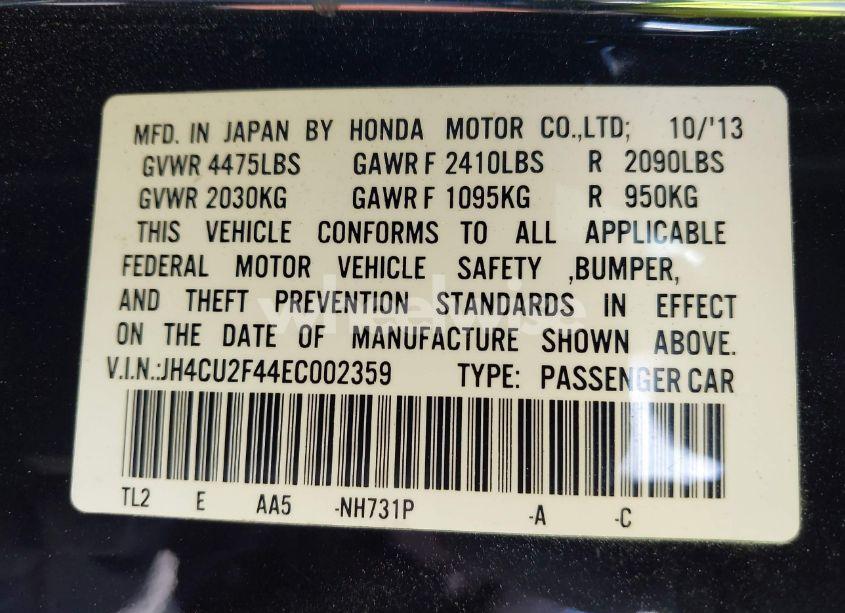 MFD. IN JAPAN BY HONDA MOTOR CO.,LTD; 10/'13
GVWR 4475LBS GAWR F 2410LBS R 2090LBS
GVWR 2030KG GAWR F 1095KG R 950KG
THIS VEHICLE CONFORMS TO ALL APPLICABLE
FEDERAL MOTOR VEHICLE SAFETY ,BUMPER,
AND THEFT PREVENTION STANDARDS IN EFFECT
ON THE DATE OF MANUFACTURE SHOWN ABOVE.
wheelwise
V.I.N.:JH4CU2F44EC002359 TYPE: PASSENGER CAR
TL2 E AA5 -NH731P -A -C